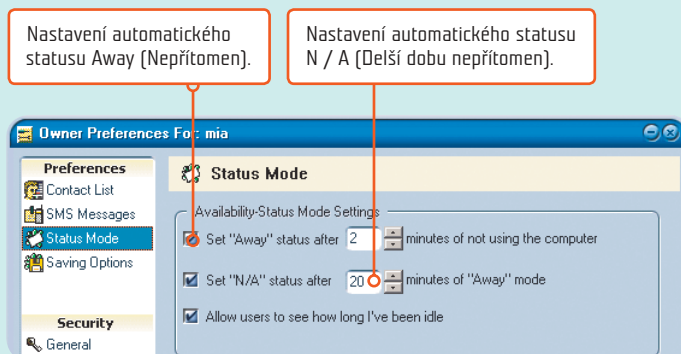 Nastavení automatického
statusu Away (Nepřítomen).
Nastavení automatického statusu
N / A (Delší dobu nepřítomen).
Owner Preferences For: mia
Preferences
Contact List
SMS Messages
Status Mode
Saving Options
Security
General
Status Mode
Availability-Status Mode Settings
Set "Away" status after 2 minutes of not using the computer
Set "N/A" status after 20 minutes of "Away" mode
Allow users to see how long I've been idle